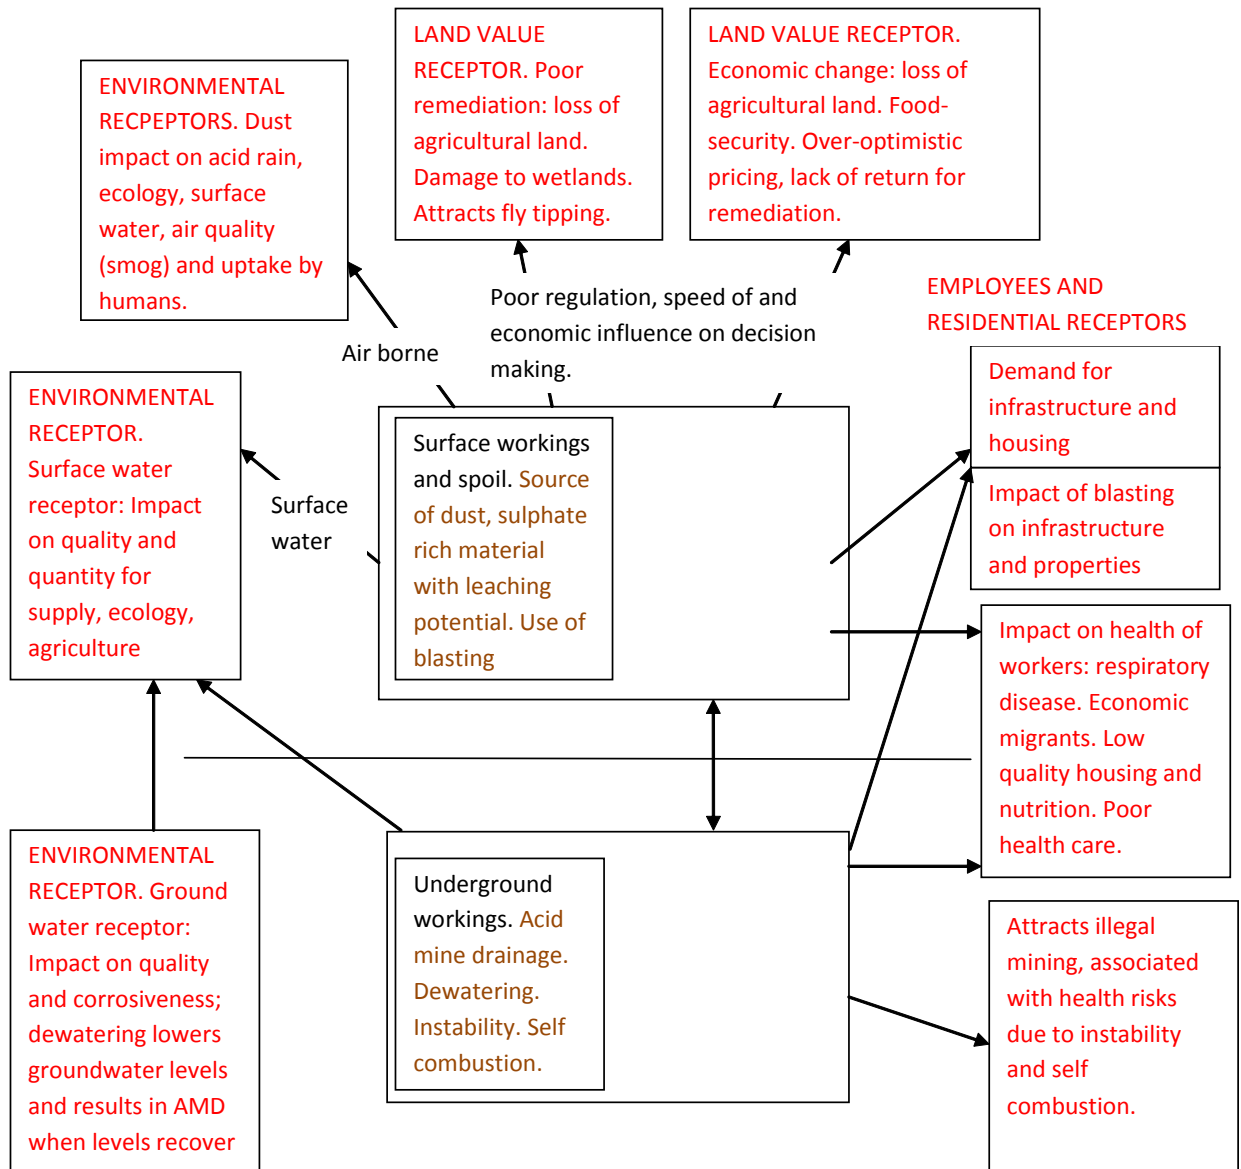 LAND VALUE
RECEPTOR. Poor
remediation: loss of
agricultural land.
Damage to wetlands.
Attracts fly tipping.
LAND VALUE RECEPTOR.
Economic change: loss of
agricultural land. Food-
security. Over-optimistic
pricing, lack of return for
remediation.
ENVIRONMENTAL
RECPEPTORS. Dust
impact on acid rain,
ecology, surface
water, air quality
(smog) and uptake by
humans.
Poor regulation, speed of and
economic influence on decision
making.
EMPLOYEES AND
RESIDENTIAL RECEPTORS
Air borne
Demand for
infrastructure and
housing
Impact of blasting
on infrastructure
and properties
ENVIRONMENTAL
RECEPTOR.
Surface water
receptor: Impact
on quality and
quantity for
supply, ecology,
agriculture
Surface
water
Surface workings
and spoil. Source
of dust, sulphate
rich material
with leaching
potential. Use of
blasting
Impact on health of
workers: respiratory
disease. Economic
migrants. Low
quality housing and
nutrition. Poor
health care.
ENVIRONMENTAL
RECEPTOR. Ground
water receptor:
Impact on quality
and corrosiveness;
dewatering lowers
groundwater levels
and results in AMD
when levels recover
Underground
workings. Acid
mine drainage.
Dewatering.
Instability. Self
combustion.
Attracts illegal
mining, associated
with health risks
due to instability
and self
combustion.